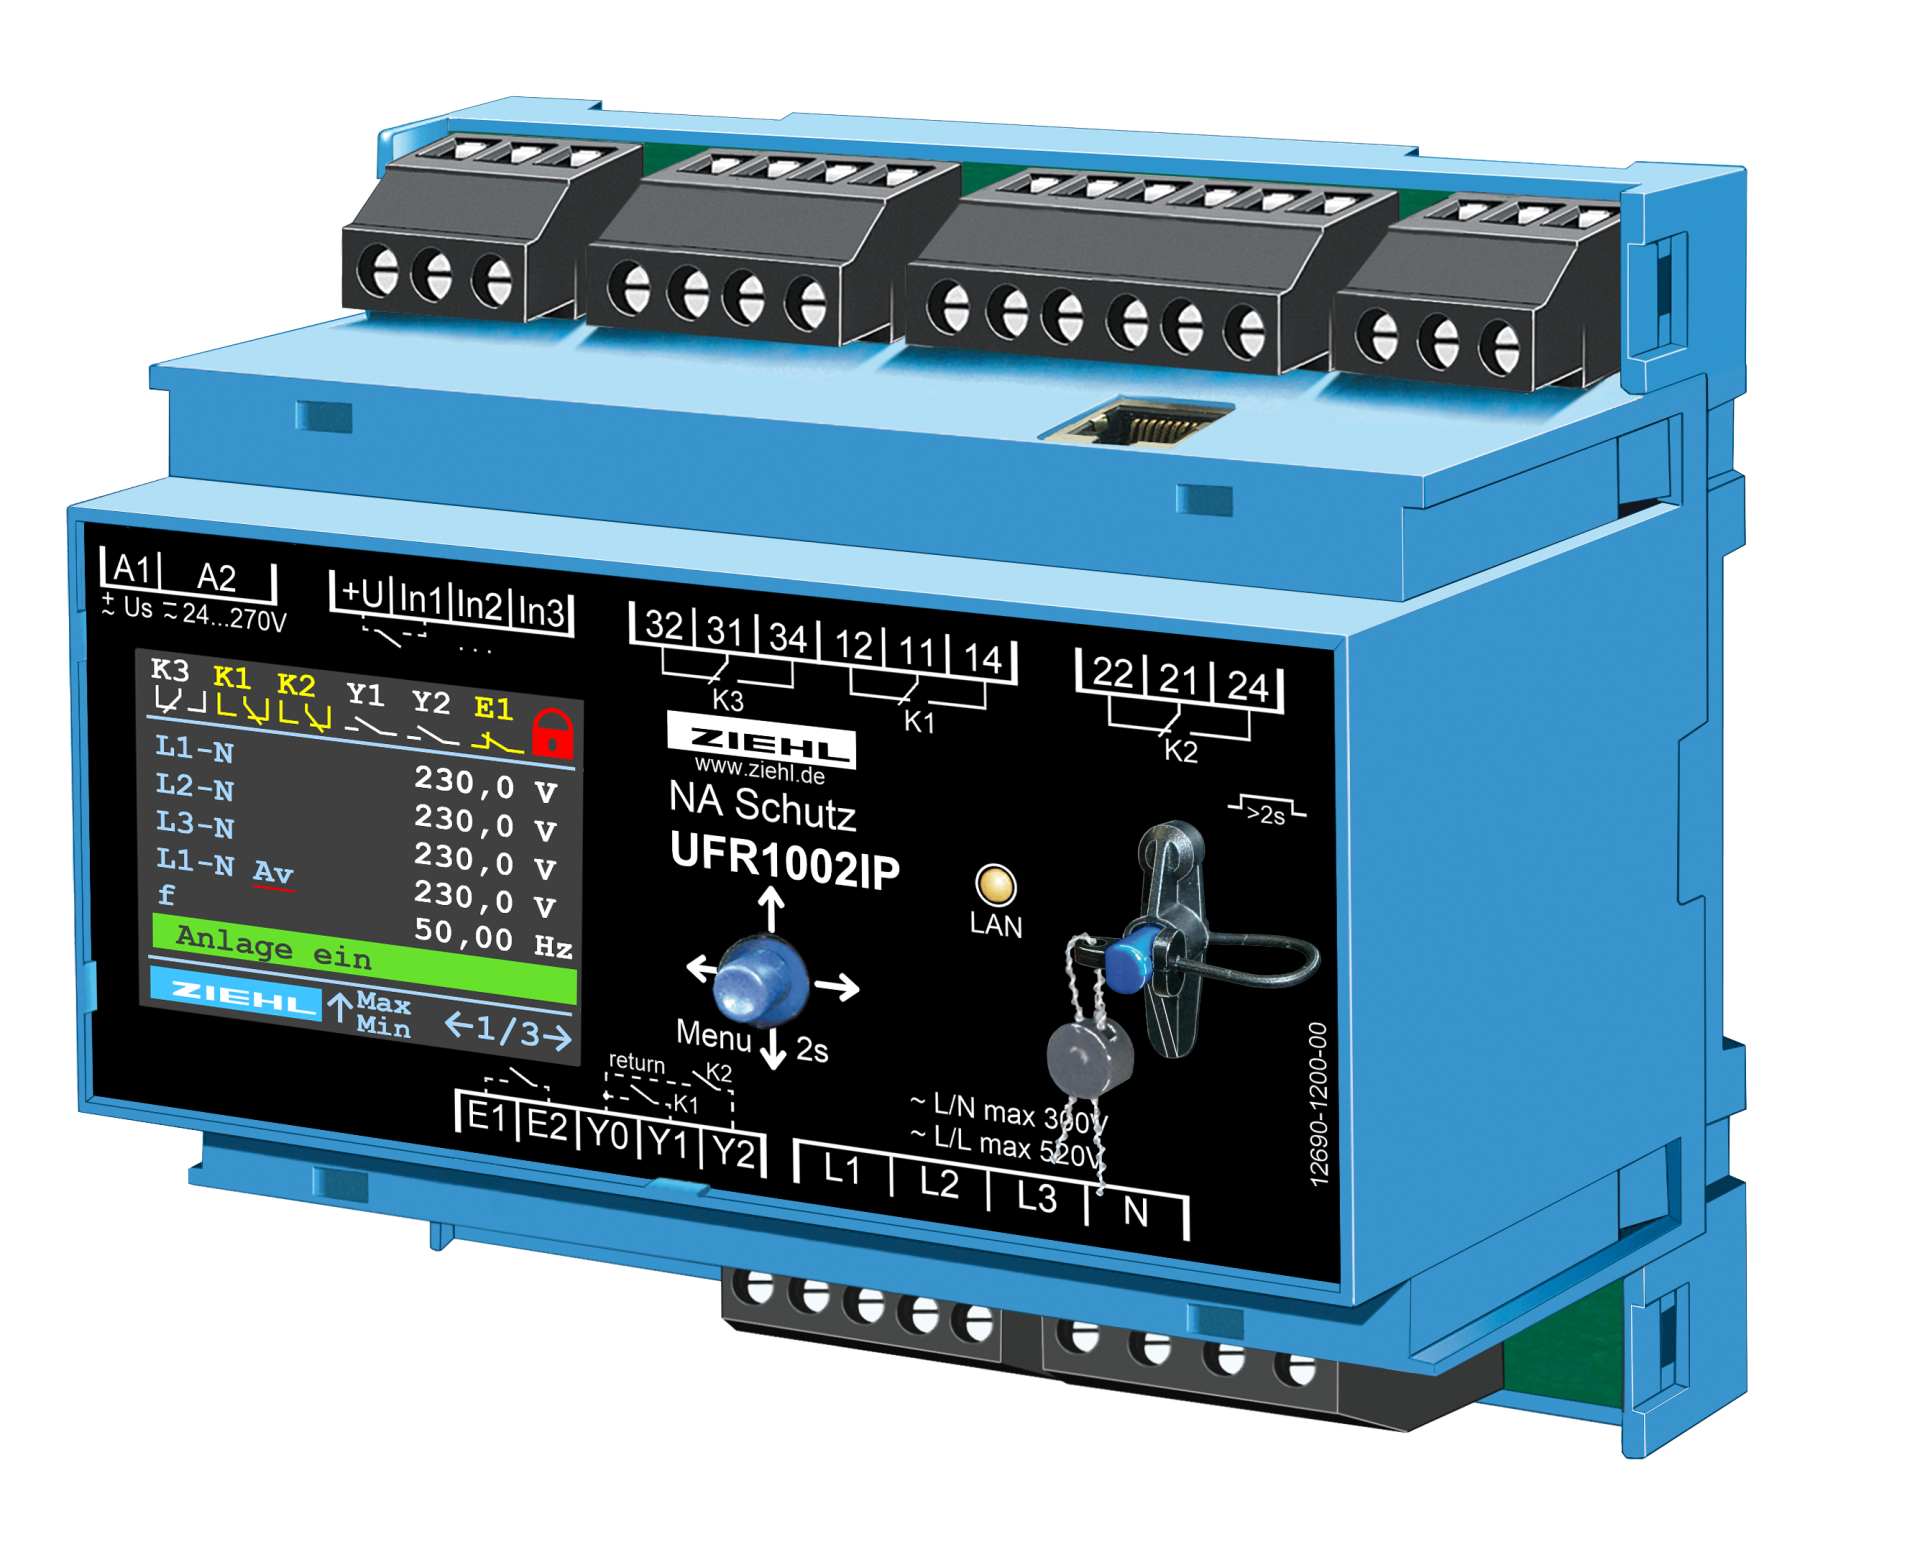 A1 A2
± ~ Us ≂ 24...270V
+U In1 In2 In3
...
32 31 34 12 11 14
K3 K1
22 21 24
K2
K3 K1 K2 Y1 Y2 E1
L1-N 230,0 V
L2-N 230,0 V
L3-N 230,0 V
L1-N Av 230,0 V
f 50,00 Hz
Anlage ein
ZIEHL ↑ Max Min ←1/3→
ZIEHL
www.ziehl.de
NA Schutz
UFR1002IP
Menu 2s
LAN
>2s
return K2
K1
E1 E2 Y0 Y1 Y2
~ L/N max 300V
~ L/L max 520V
L1 L2 L3 N
12690-1200-00